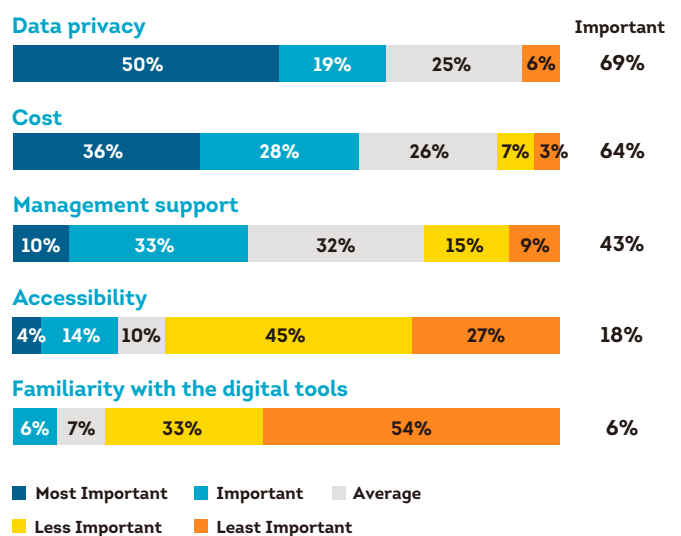 Data privacy
Important
50% 19% 25% 6% 69%
Cost
36% 28% 26% 7% 3% 64%
Management support
10% 33% 32% 15% 9% 43%
Accessibility
4% 14% 10% 45% 27% 18%
Familiarity with the digital tools
6% 7% 33% 54% 6%
Most Important Important Average
Less Important Least Important